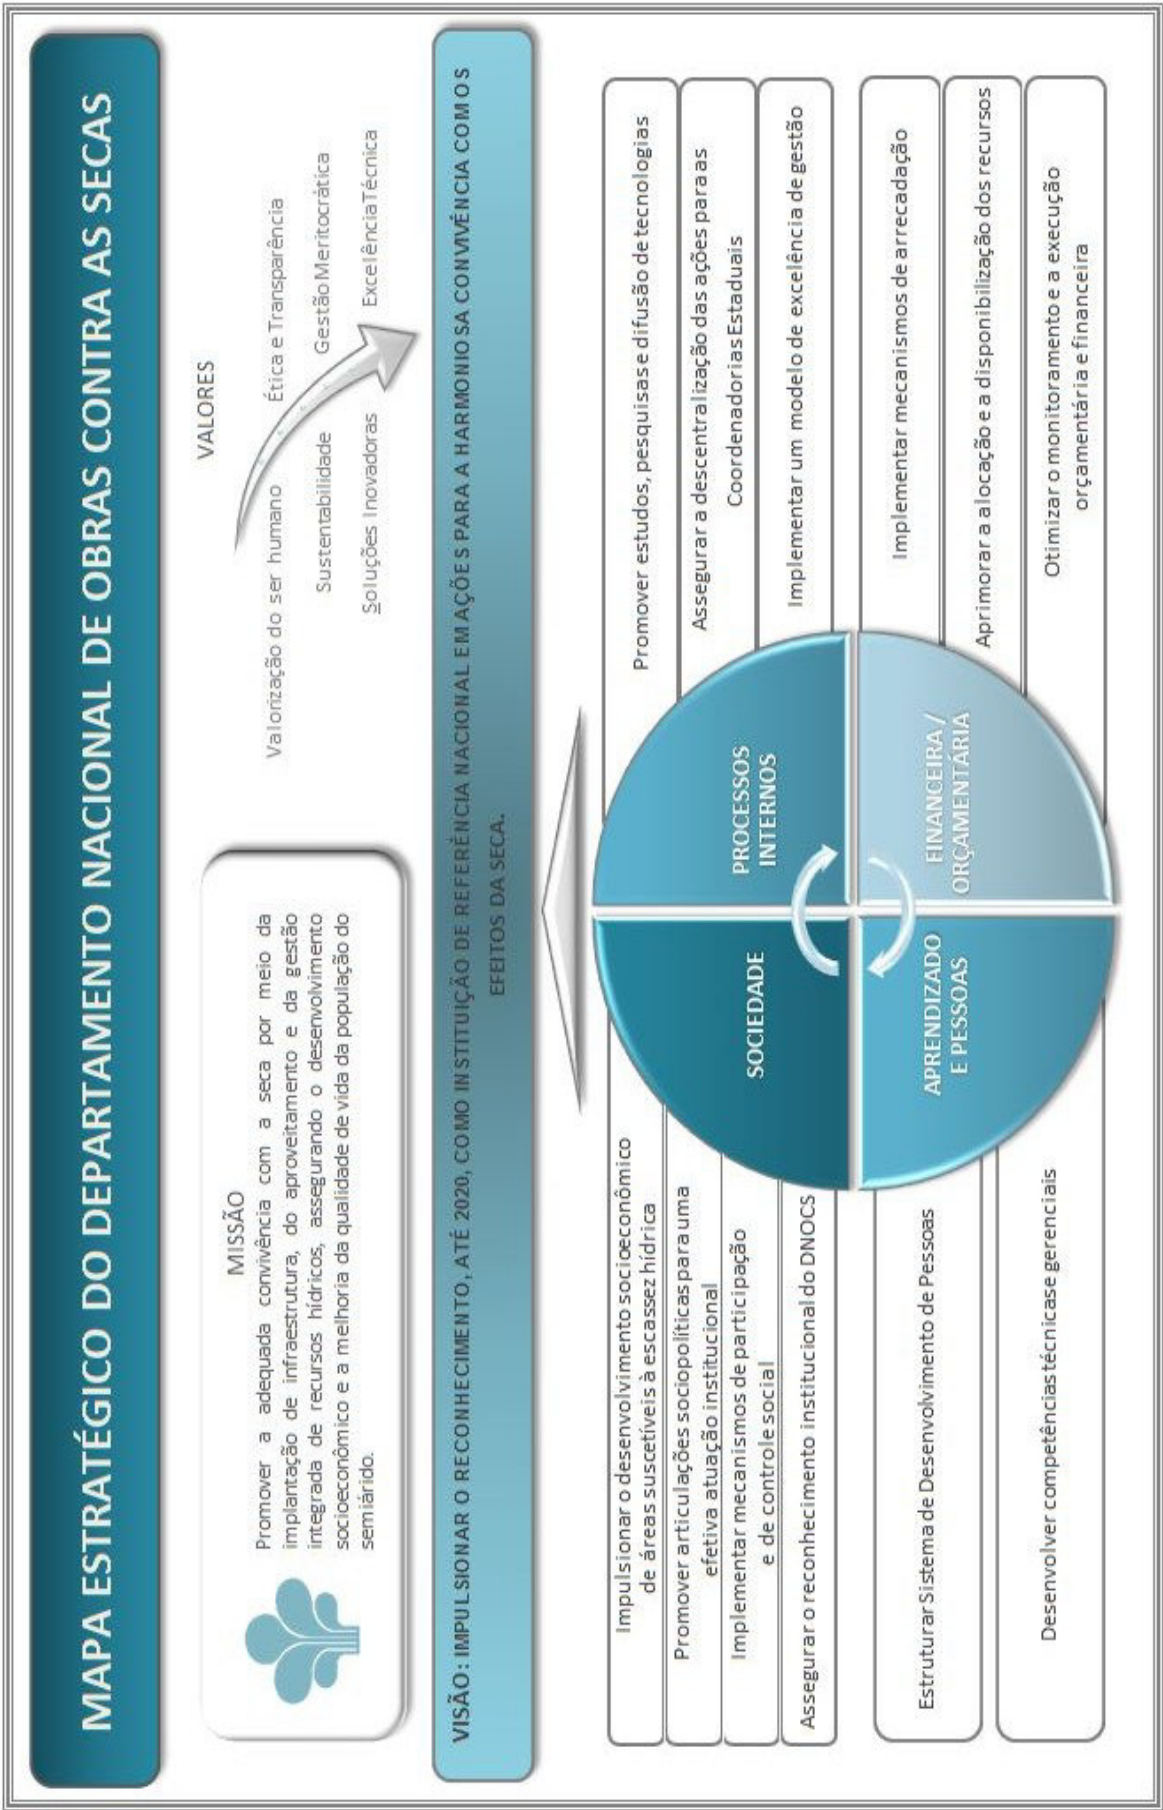 MAPA ESTRATÉGICO DO DEPARTAMENTO NACIONAL DE OBRAS CONTRA AS SECAS
MISSÃO
Promover a adequada convivência com a seca por meio da
implantação de infraestrutura, do aproveitamento e da gestão
integrada de recursos hídricos, assegurando o desenvolvimento
socioeconômico e a melhoria da qualidade de vida da população do
semiárido.
VALORES
Valorização do ser humano
Ética e Transparência
Sustentabilidade
Gestão Meritocrática
Soluções Inovadoras
Excelência Técnica
VISÃO: IMPULSIONAR O RECONHECIMENTO, ATÉ 2020, COMO INSTITUIÇÃO DE REFERÊNCIA NACIONAL EM AÇÕES PARA A HARMONIOSA CONVIVÊNCIA COM OS
EFEITOS DA SECA.
Impulsionar o desenvolvimento socioeconômico
de áreas suscetíveis à escassez hídrica
Promover articulações sociopolíticas para uma
efetiva atuação institucional
Implementar mecanismos de participação
e de controle social
Assegurar o reconhecimento institucional do DNOCS
SOCIEDADE
PROCESSOS
INTERNOS
Promover estudos, pesquisas e difusão de tecnologias
Assegurar a descentralização das ações para as
Coordenadorias Estaduais
Implementar um modelo de excelência de gestão
Estruturar Sistema de Desenvolvimento de Pessoas
Desenvolver competências técnicas e gerenciais
APRENDIZADO
E PESSOAS
FINANCEIRA /
ORÇAMENTÁRIA
Implementar mecanismos de arrecadação
Aprimorar a alocação e a disponibilização dos recursos
Otimizar o monitoramento e a execução
orçamentária e financeira